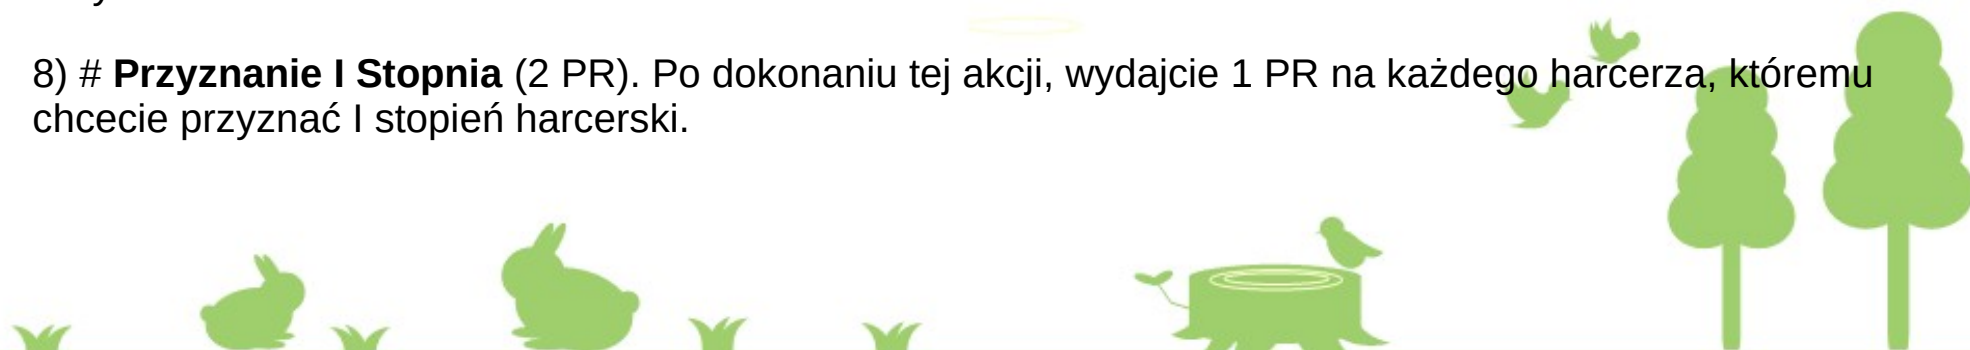 8) # Przyznanie I Stopnia (2 PR). Po dokonaniu tej akcji, wydajcie 1 PR na każdego harcerza, któremu
chcecie przyznać I stopień harcerski.